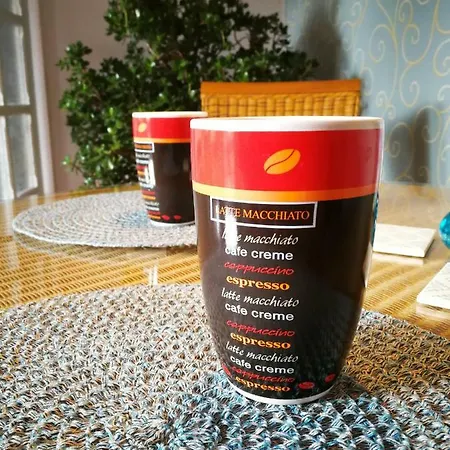 LATTE MACCHIATO
latte macchiato
cafe creme
cappuccino
espresso
latte macchiato
cafe creme
cappuccino
espresso
latte macchiato
cafe creme
cappuccino
espresso